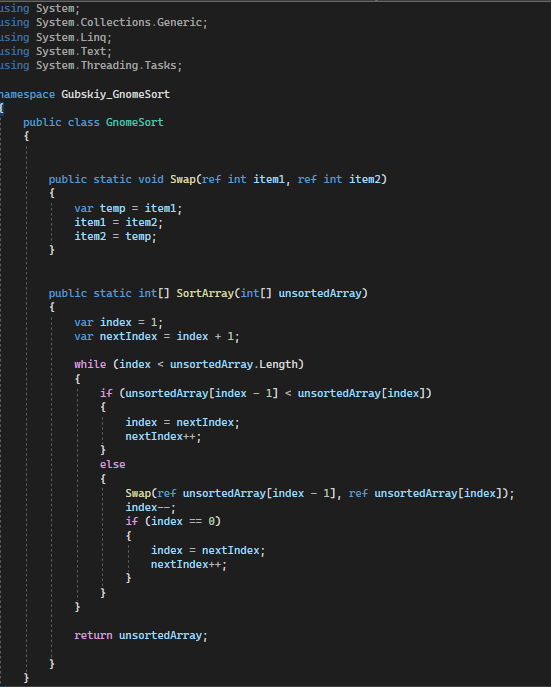 using System;
using System.Collections.Generic;
using System.Linq;
using System.Text;
using System.Threading.Tasks;
namespace Gubskiy_GnomeSort
{
    public class GnomeSort
    {
        public static void Swap(ref int item1, ref int item2)
        {
            var temp = item1;
            item1 = item2;
            item2 = temp;
        }
        public static int[] SortArray(int[] unsortedArray)
        {
            var index = 1;
            var nextIndex = index + 1;
            while (index < unsortedArray.Length)
            {
                if (unsortedArray[index - 1] < unsortedArray[index])
                {
                    index = nextIndex;
                    nextIndex++;
                }
                else
                {
                    Swap(ref unsortedArray[index - 1], ref unsortedArray[index]);
                    index--;
                    if (index == 0)
                    {
                        index = nextIndex;
                        nextIndex++;
                    }
                }
            }
            return unsortedArray;
        }
    }